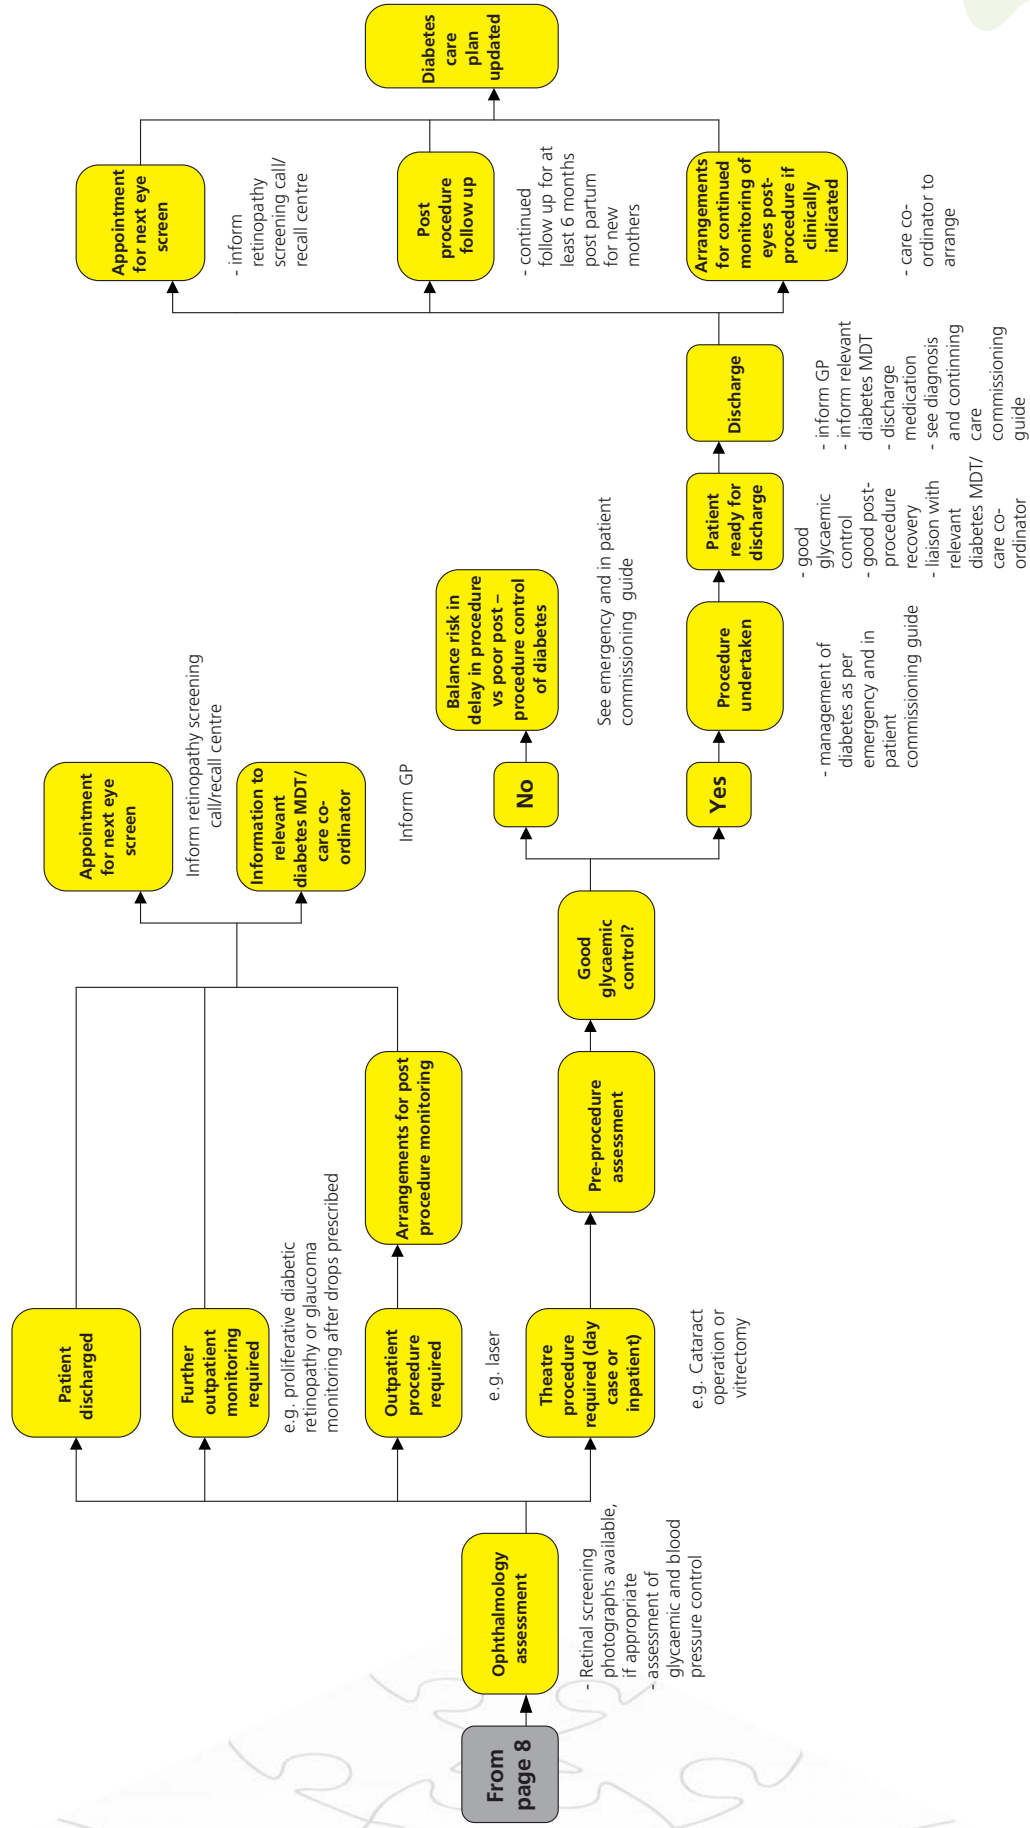 From
page 8
Ophthalmology
assessment
- Retinal screening
photographs available,
if appropriate
- assessment of
glycaemic and blood
pressure control
Patient
discharged
Further
outpatient
monitoring
required
e.g. proliferative diabetic
retinopathy or glaucoma
monitoring after drops prescribed
Outpatient
procedure
required
e.g. laser
Arrangements for post
procedure monitoring
Appointment
for next eye
screen
Inform retinopathy screening
call/recall centre
Information to
relevant
diabetes MDT/
care co-
ordinator
Inform GP
Theatre
procedure
required (day
case or
inpatient)
e.g. Cataract
operation or
vitrectomy
Pre-procedure
assessment
Good
glycaemic
control?
No
Balance risk in
delay in procedure
vs poor post –
procedure control
of diabetes
See emergency and in patient
commissioning guide
Yes
Procedure
undertaken
- management of
diabetes as per
emergency and in
patient
commissioning guide
Patient
ready for
discharge
- good
glycaemic
control
- good post-
procedure
recovery
- liaison with
relevant
diabetes MDT/
care co-
ordinator
Discharge
- inform GP
- inform relevant
diabetes MDT
- discharge
medication
- see diagnosis
and continning
care
commissioning
guide
Appointment
for next eye
screen
- inform
retinopathy
screening call/
recall centre
Post
procedure
follow up
- continued
follow up for at
least 6 months
post partum
for new
mothers
Arrangements
for continued
monitoring of
eyes post-
procedure if
clinically
indicated
- care co-
ordinator to
arrange
Diabetes
care
plan
updated